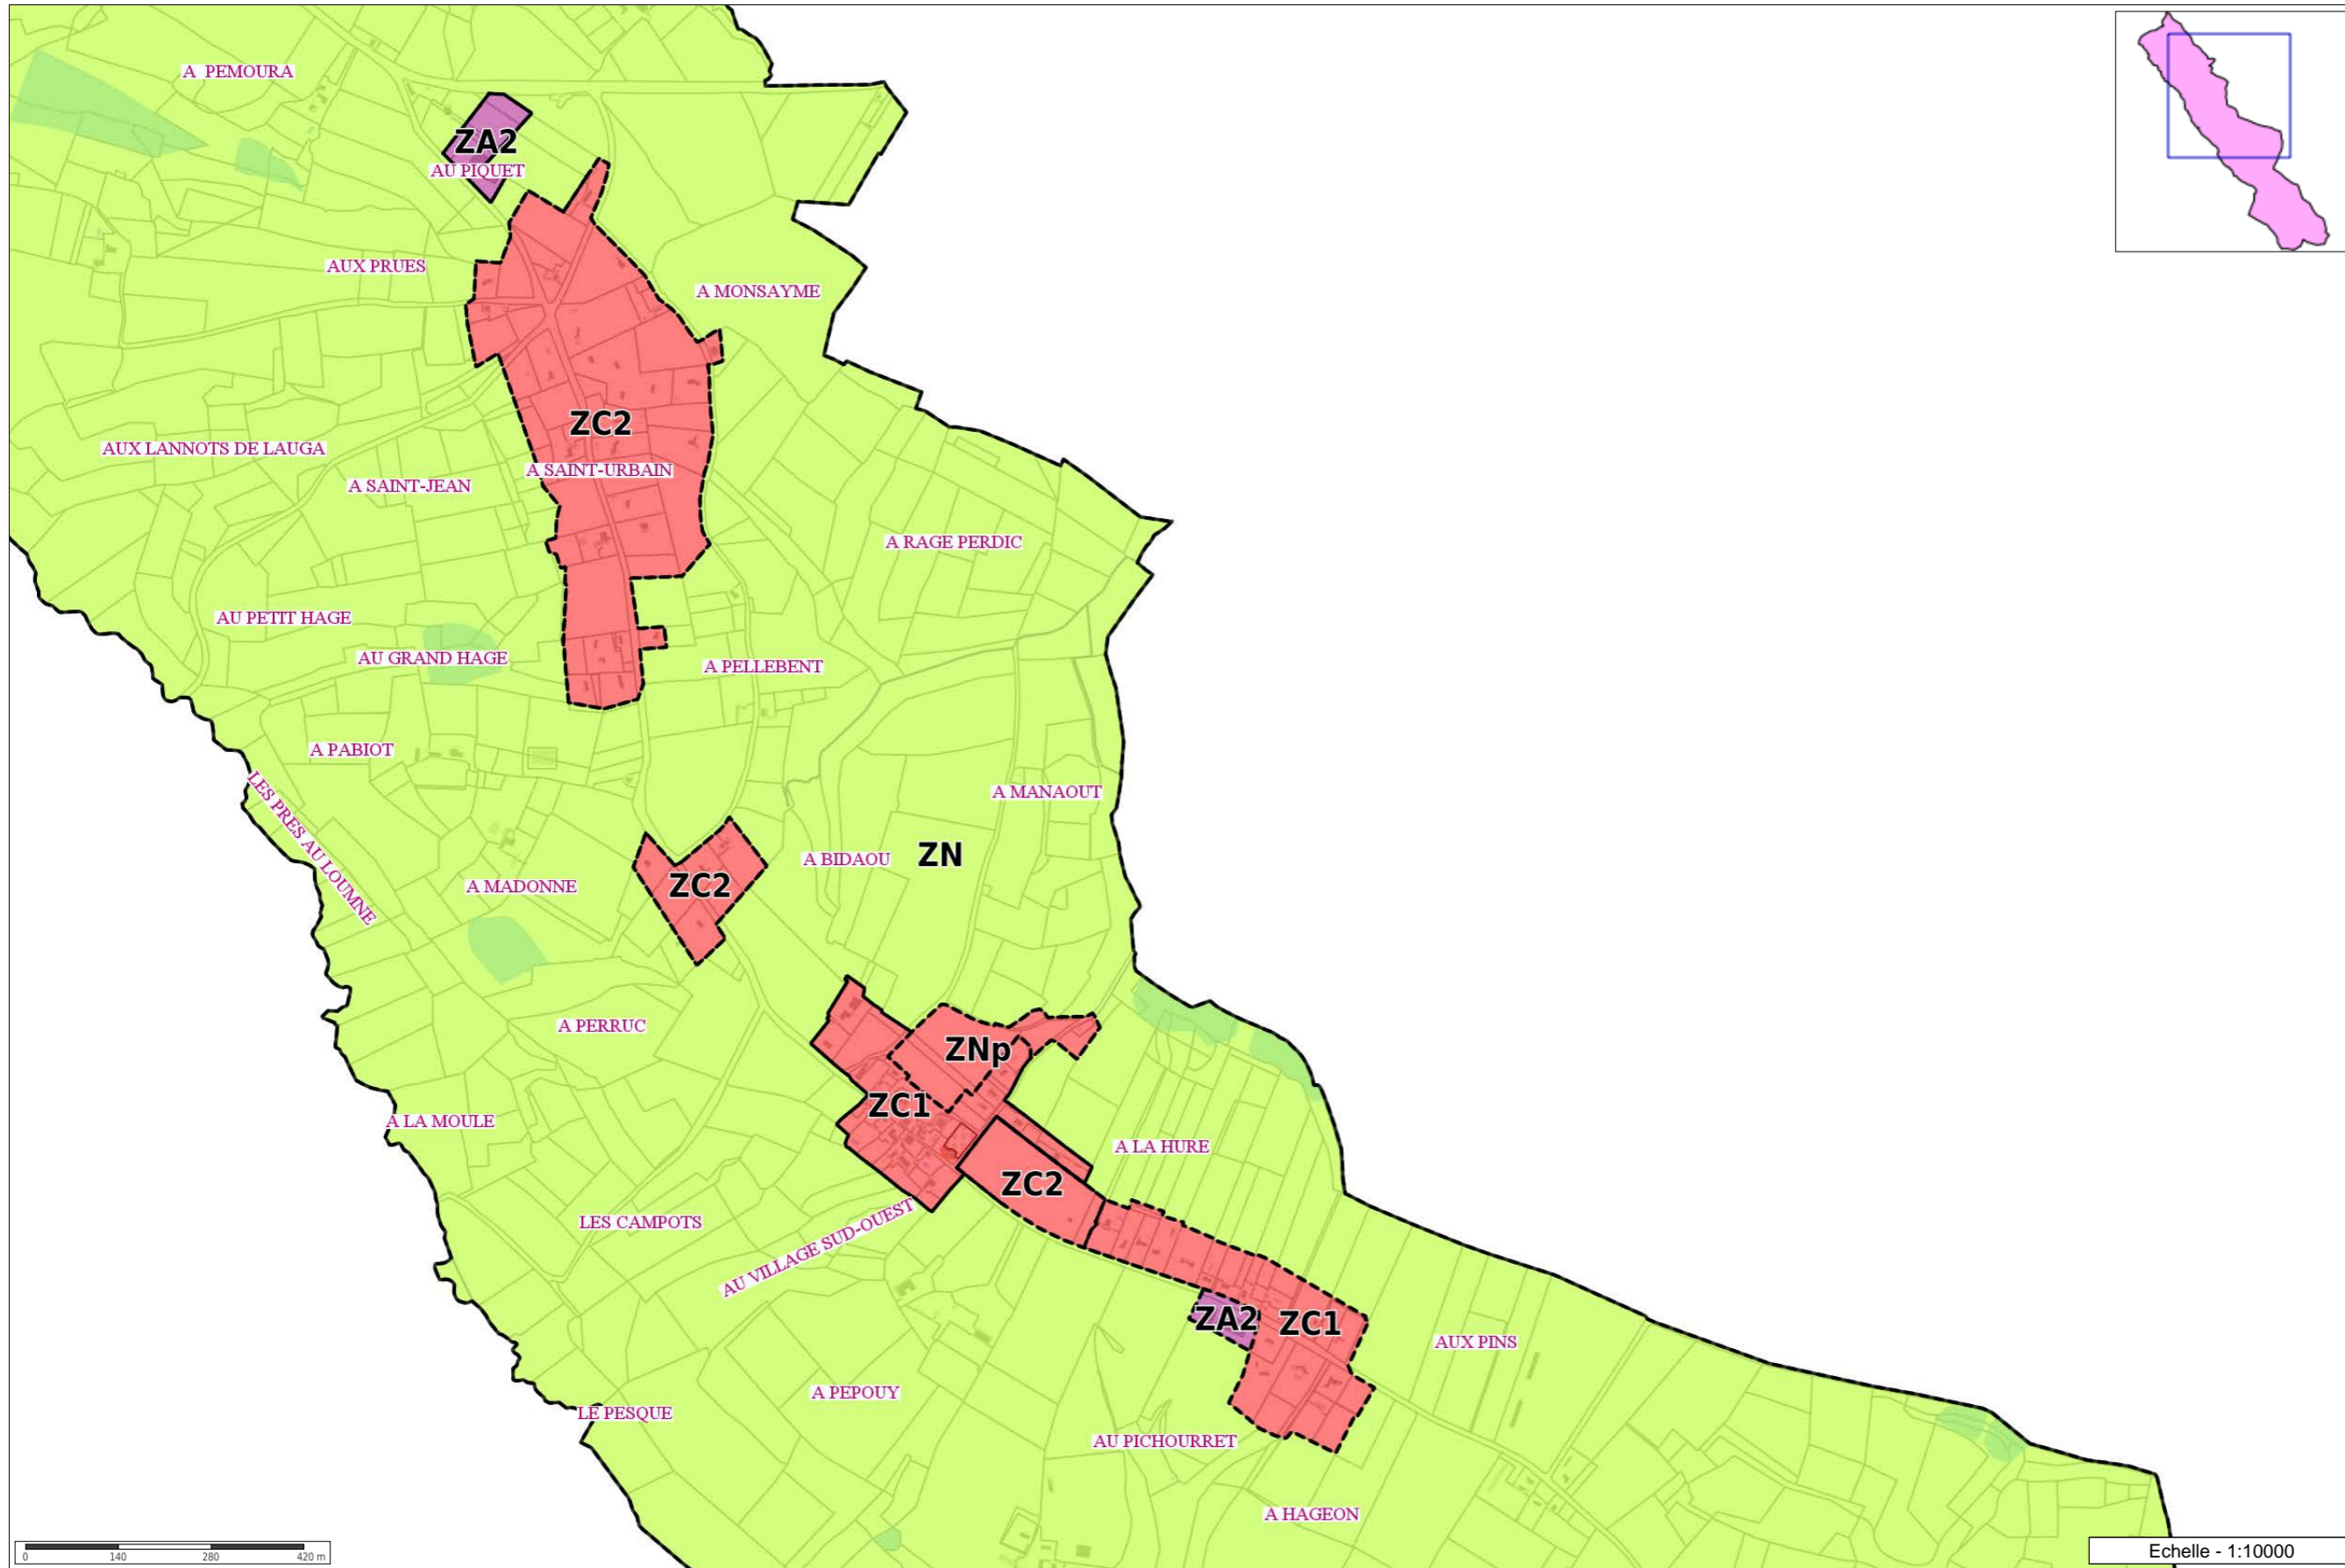 A PEMOURA
ZA2
AU PIQUET
AUX PRUES
A MONSAYME
ZC2
AUX LANNOTS DE LAUGA
A SAINT-URBAIN
A SAINT-JEAN
A RAGE PERDIC
AU PETIT HAGE
AU GRAND HAGE
A PELLEBENT
A PABIOT
LES PRES AU LOUMNE
A MANAOUT
ZN
A BIDAOU
A MADONNE
ZC2
A PERRUC
ZNp
ZC1
A LA MOULE
A LA HURE
ZC2
LES CAMPOTS
AU VILLAGE SUD-OUEST
ZA2
ZC1
AUX PINS
A PEPOUY
LE PESQUE
AU PICHOURRET
A HAGEON
0 140 280 420 m
Echelle - 1:10000